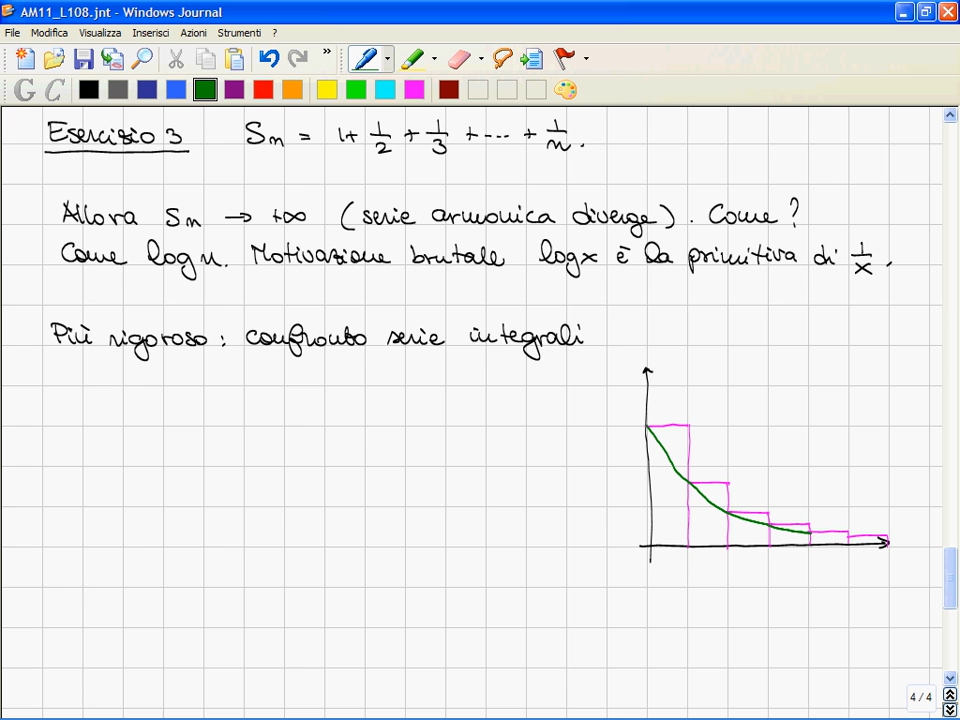 AM11_L108.jnt - Windows Journal
File Modifica Visualizza Inserisci Azioni Strumenti ?
»
G C
Esercizio 3 Sn = 1+ 1/2 + 1/3 + ... + 1/n.
Allora Sn → +∞ (serie armonica diverge). Come?
Come log n. Motivazione brutale log x è la primitiva di 1/x.
Più rigoroso: confronto serie integrali
4 / 4